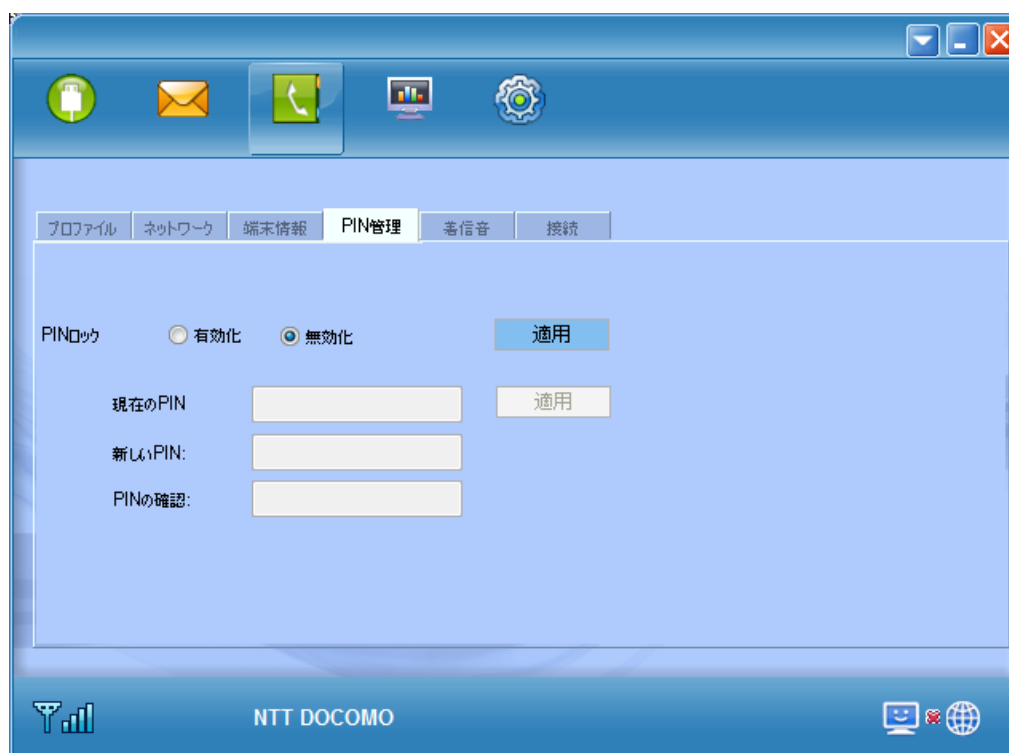 プロファイル ネットワーク 端末情報 PIN管理 着信音 接続
PINロック 有効化 無効化 適用
現在のPIN 適用
新しいPIN:
PINの確認:
NTT DOCOMO